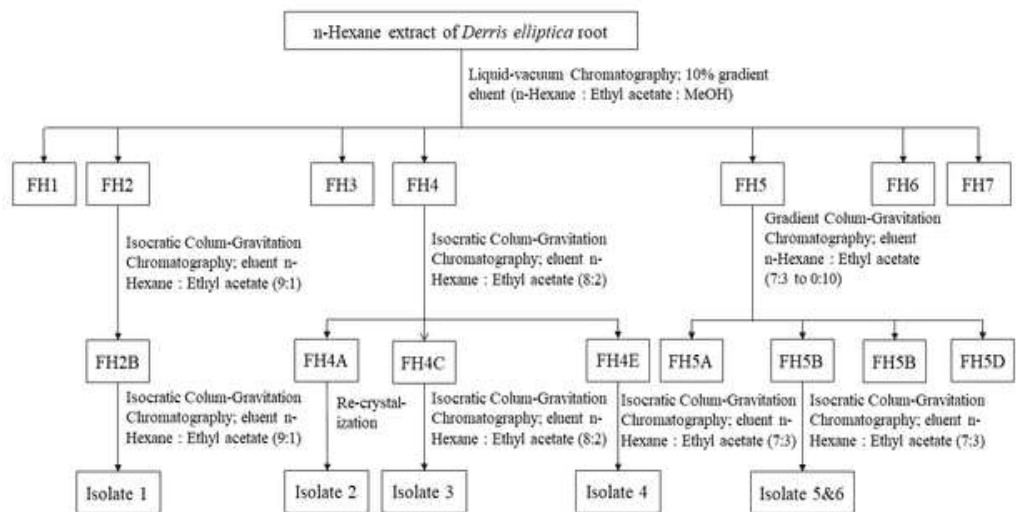 n-Hexane extract of Derris elliptica root
Liquid-vacuum Chromatography; 10% gradient
eluent (n-Hexane : Ethyl acetate : MeOH)
FH1
FH2
FH3
FH4
FH5
FH6
FH7
Isocratic Colum-Gravitation
Chromatography; eluent n-
Hexane : Ethyl acetate (9:1)
Isocratic Colum-Gravitation
Chromatography; eluent n-
Hexane : Ethyl acetate (8:2)
Gradient Colum-Gravitation
Chromatography; eluent
n-Hexane : Ethyl acetate
(7:3 to 0:10)
FH2B
FH4A
FH4C
FH4E
FH5A
FH5B
FH5B
FH5D
Isocratic Colum-Gravitation
Chromatography; eluent n-
Hexane : Ethyl acetate (9:1)
Re-crystal-
ization
Isocratic Colum-Gravitation
Chromatography; eluent n-
Hexane : Ethyl acetate (8:2)
Isocratic Colum-Gravitation
Chromatography; eluent n-
Hexane : Ethyl acetate (7:3)
Isocratic Colum-Gravitation
Chromatography; eluent n-
Hexane : Ethyl acetate (7:3)
Isolate 1
Isolate 2
Isolate 3
Isolate 4
Isolate 5&6